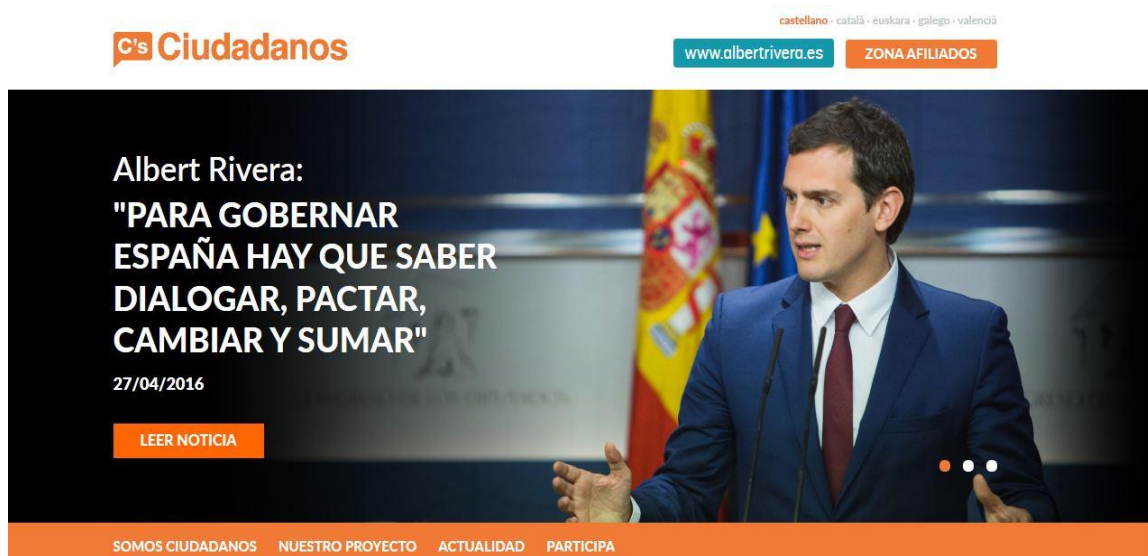 castellano · català · euskara · galego · valencià
C's Ciudadanos
www.albertrivera.es
ZONA AFILIADOS
Albert Rivera:
"PARA GOBERNAR
ESPAÑA HAY QUE SABER
DIALOGAR, PACTAR,
CAMBIAR Y SUMAR"
27/04/2016
LEER NOTICIA
SOMOS CIUDADANOS NUESTRO PROYECTO ACTUALIDAD PARTICIPA